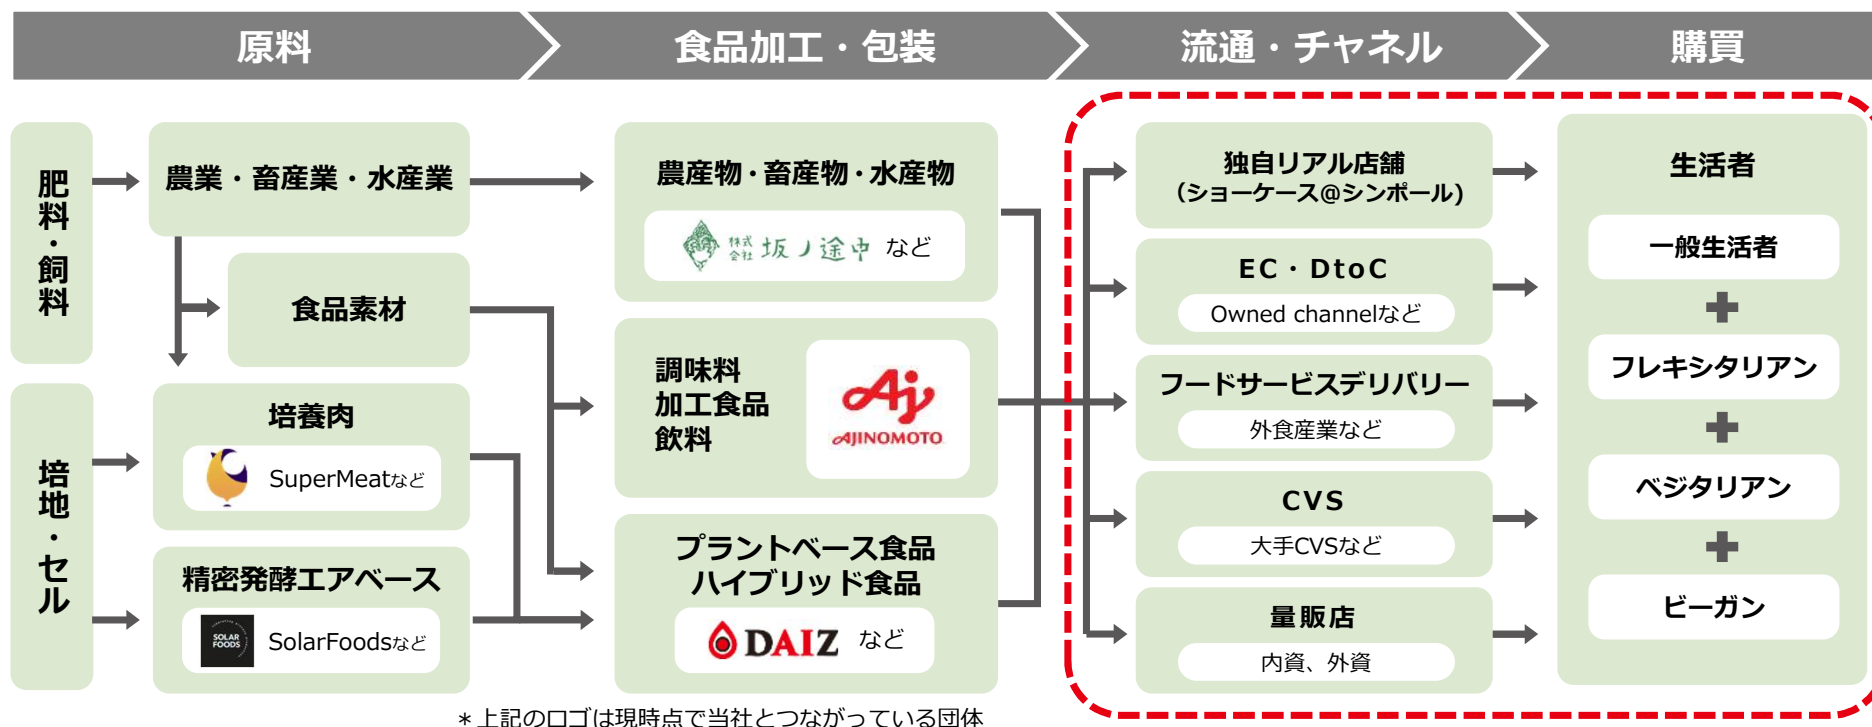 原料
食品加工・包装
流通・チャネル
購買
肥料・飼料
農業・畜産業・水産業
食品素材
培地・セル
培養肉
SuperMeatなど
精密発酵エアベース
SOLAR
FOODS
SolarFoodsなど
農産物・畜産物・水産物
株式会社 坂ノ途中 など
調味料
加工食品
飲料
Aj
AJINOMOTO
プラントベース食品
ハイブリッド食品
DAIZ など
独自リアル店舗
（ショーケース@シンポール)
EC・DtoC
Owned channelなど
フードサービスデリバリー
外食産業など
CVS
大手CVSなど
量販店
内資、外資
生活者
一般生活者
+
フレキシタリアン
+
ベジタリアン
+
ビーガン
＊上記のロゴは現時点で当社とつながっている団体